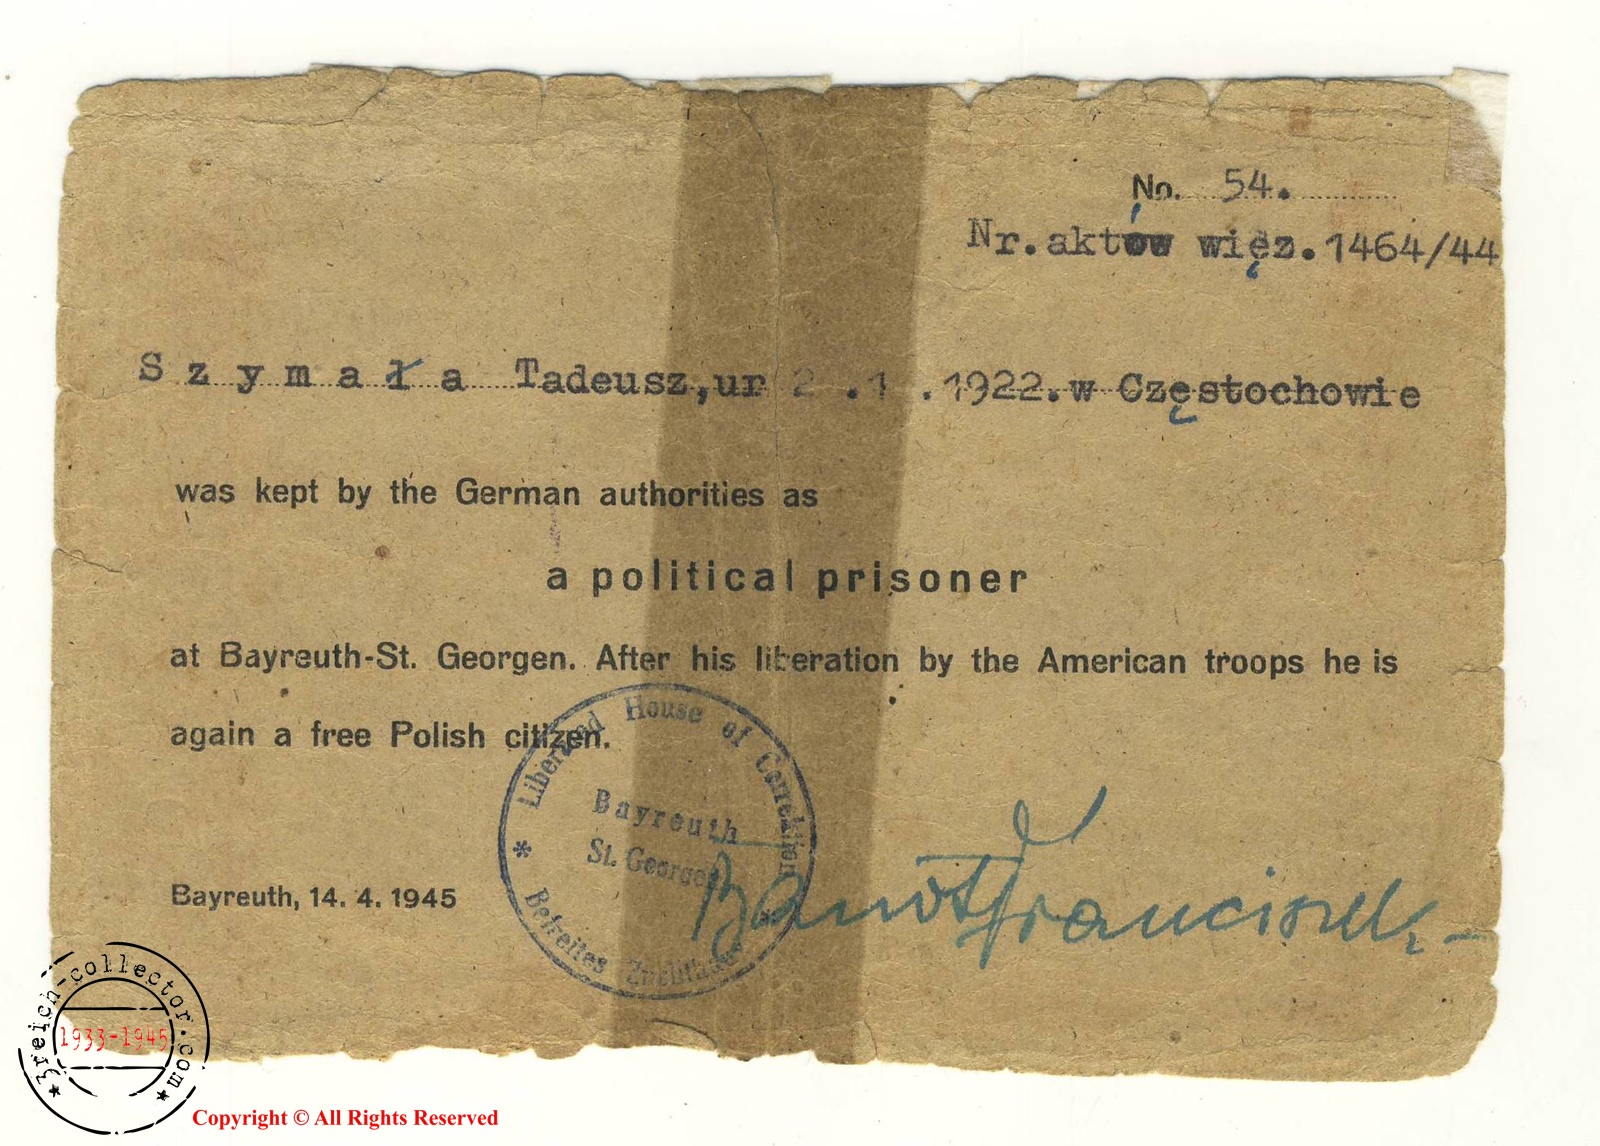 No. 54.
Nr.aktów więz.1464/44
Szymała Tadeusz,ur 2 .1 .1922.w Częstochowie
was kept by the German authorities as
a political prisoner
at Bayreuth-St. Georgen. After his liberation by the American troops he is
again a free Polish citizen.
Liberated House of Correktion
Bayreuth
St. Georgen
* Befreites Zuchthaus *
Bayreuth, 14. 4. 1945
Franciszek
3reich-collector.com
1933-1945
Copyright © All Rights Reserved